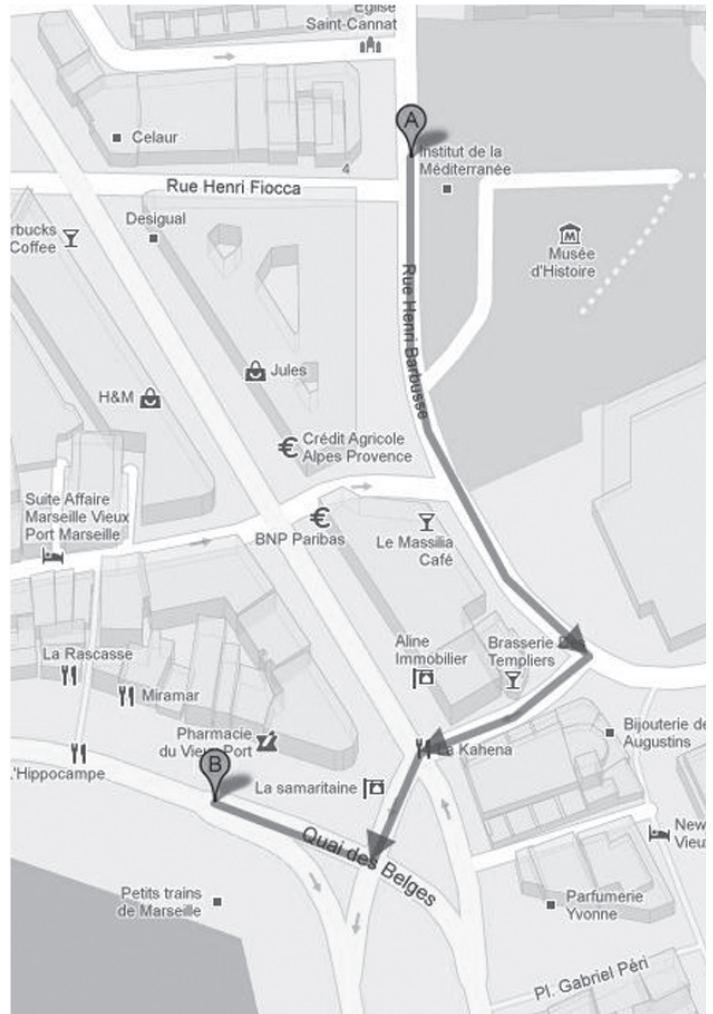 Eglise
Saint-Cannat
A
Celaur
Institut de la
Méditerranée
4
Rue Henri Fiocca
Desigual
rbucks
Coffee
M
Musée
d'Histoire
Rue Henri Barbusse
Jules
H&M
€
Crédit Agricole
Alpes Provence
Suite Affaire
Marseille Vieux
Port Marseille
€
BNP Paribas
Le Massilia
Café
Aline
Immobilier
Brasserie Des
Templiers
La Rascasse
Miramar
Pharmacie
du Vieux Port
La Kahena
Bijouterie de
Augustins
L'Hippocampe
B
La samaritaine
New
Vieux
Quai des Belges
Petits trains
de Marseille
Parfumerie
Yvonne
Pl. Gabriel Péri